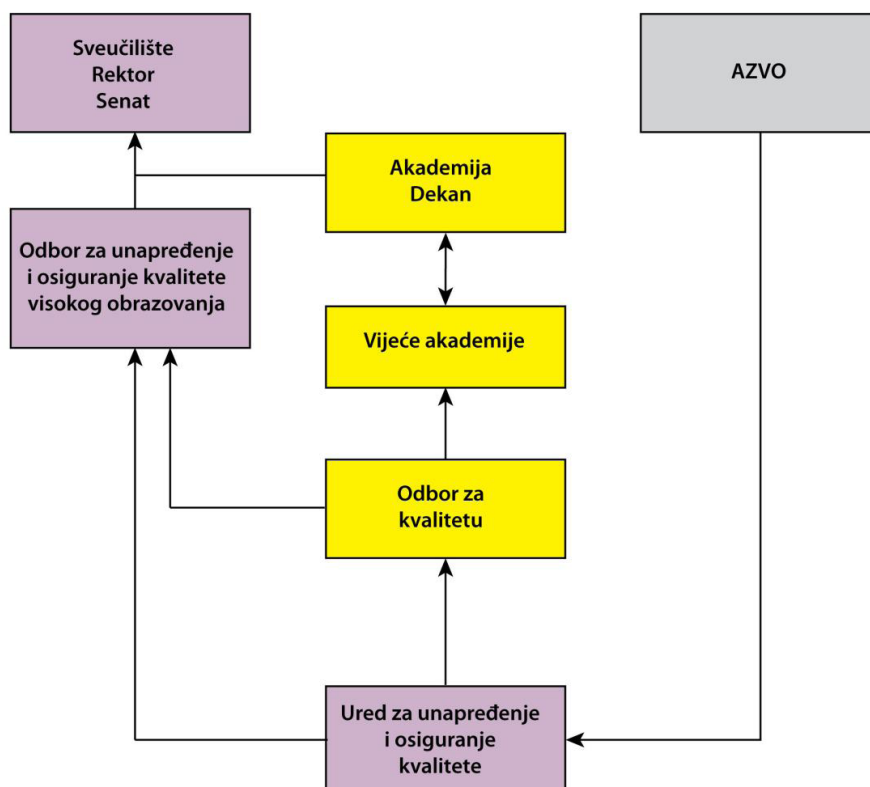 Sveučilište
Rektor
Senat
AZVO
Akademija
Dekan
Odbor za unapređenje
i osiguranje kvalitete
visokog obrazovanja
Vijeće akademije
Odbor za
kvalitetu
Ured za unapređenje
i osiguranje
kvalitete